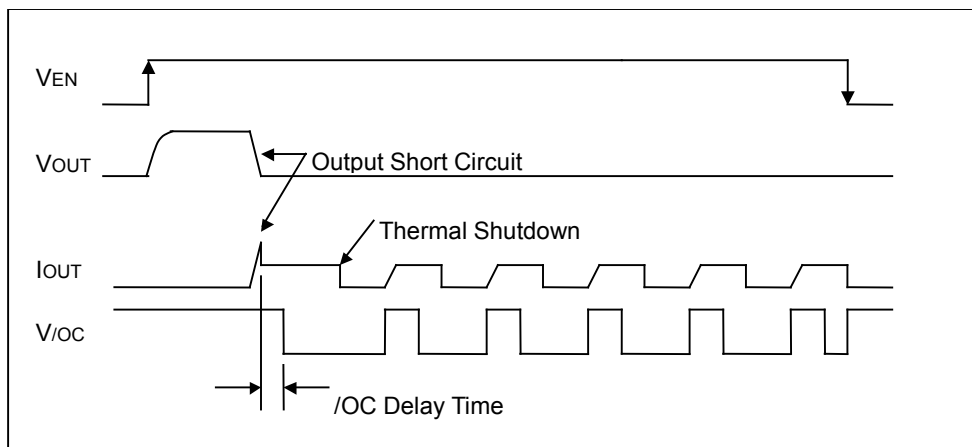 VEN
VOUT
Output Short Circuit
Thermal Shutdown
IOUT
V/OC
/OC Delay Time